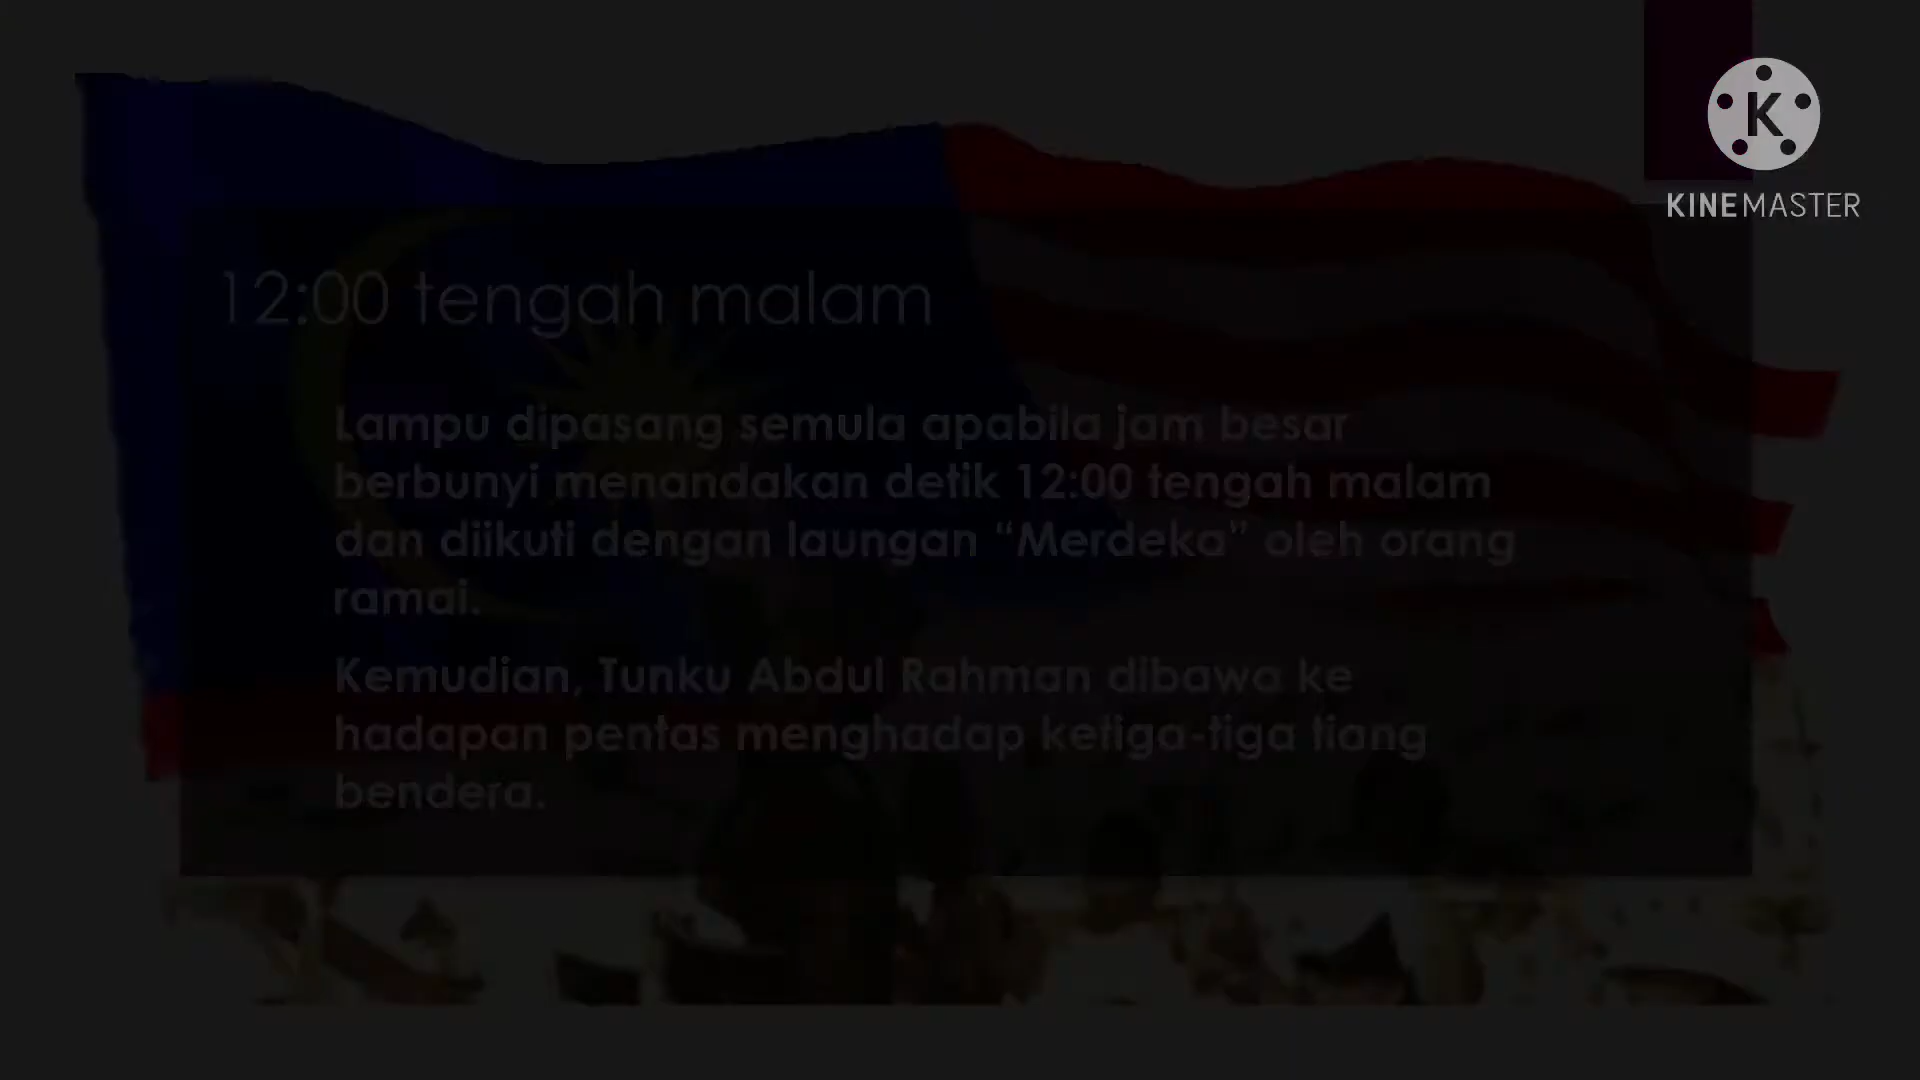 K
KINEMASTER
12:00 tengah malam
Lampu dipasang semula apabila jam besar
berbunyi menandakan detik 12:00 tengah malam
dan diikuti dengan laungan “Merdeka” oleh orang
ramai.
Kemudian, Tunku Abdul Rahman dibawa ke
hadapan pentas menghadap ketiga-tiga tiang
bendera.